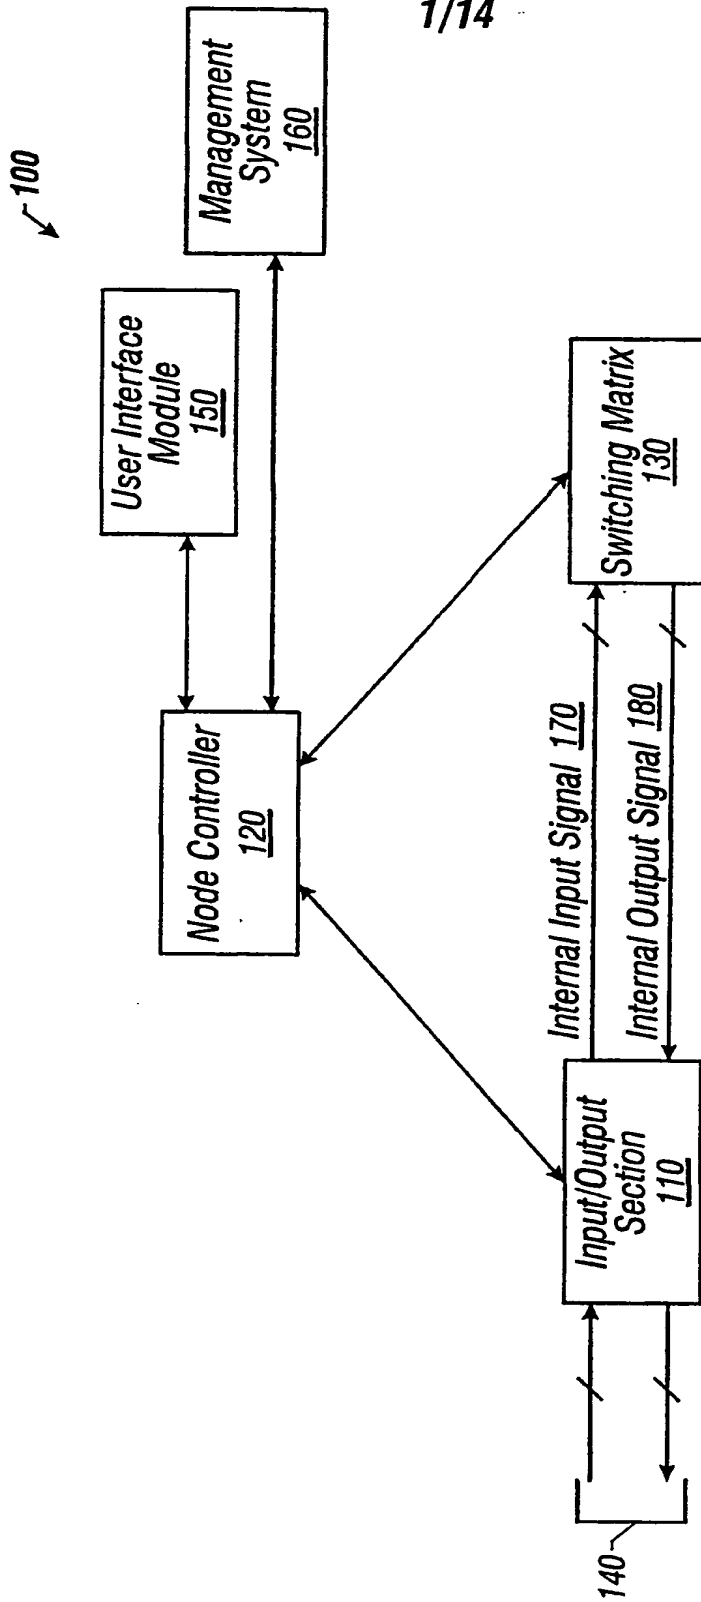 1/14
100
Management
System
160
User Interface
Module
150
Node Controller
120
Switching Matrix
130
Internal Input Signal 170
Internal Output Signal 180
Input/Output
Section
110
140